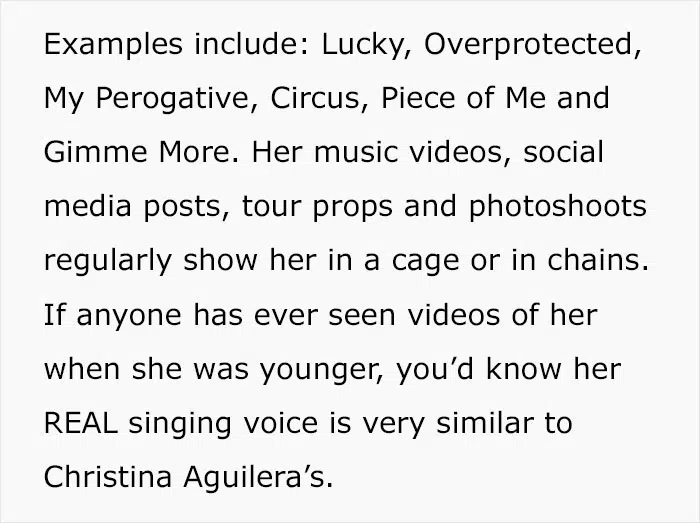 Examples include: Lucky, Overprotected,
My Perogative, Circus, Piece of Me and
Gimme More. Her music videos, social
media posts, tour props and photoshoots
regularly show her in a cage or in chains.
If anyone has ever seen videos of her
when she was younger, you’d know her
REAL singing voice is very similar to
Christina Aguilera’s.